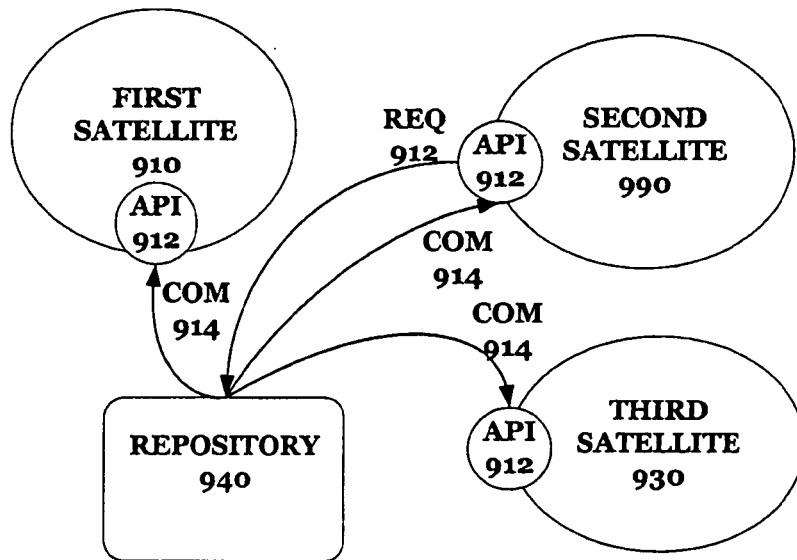 FIRST
SATELLITE
910
API
912
COM
914
REQ
912
API
912
SECOND
SATELLITE
990
COM
914
COM
914
REPOSITORY
940
API
912
THIRD
SATELLITE
930